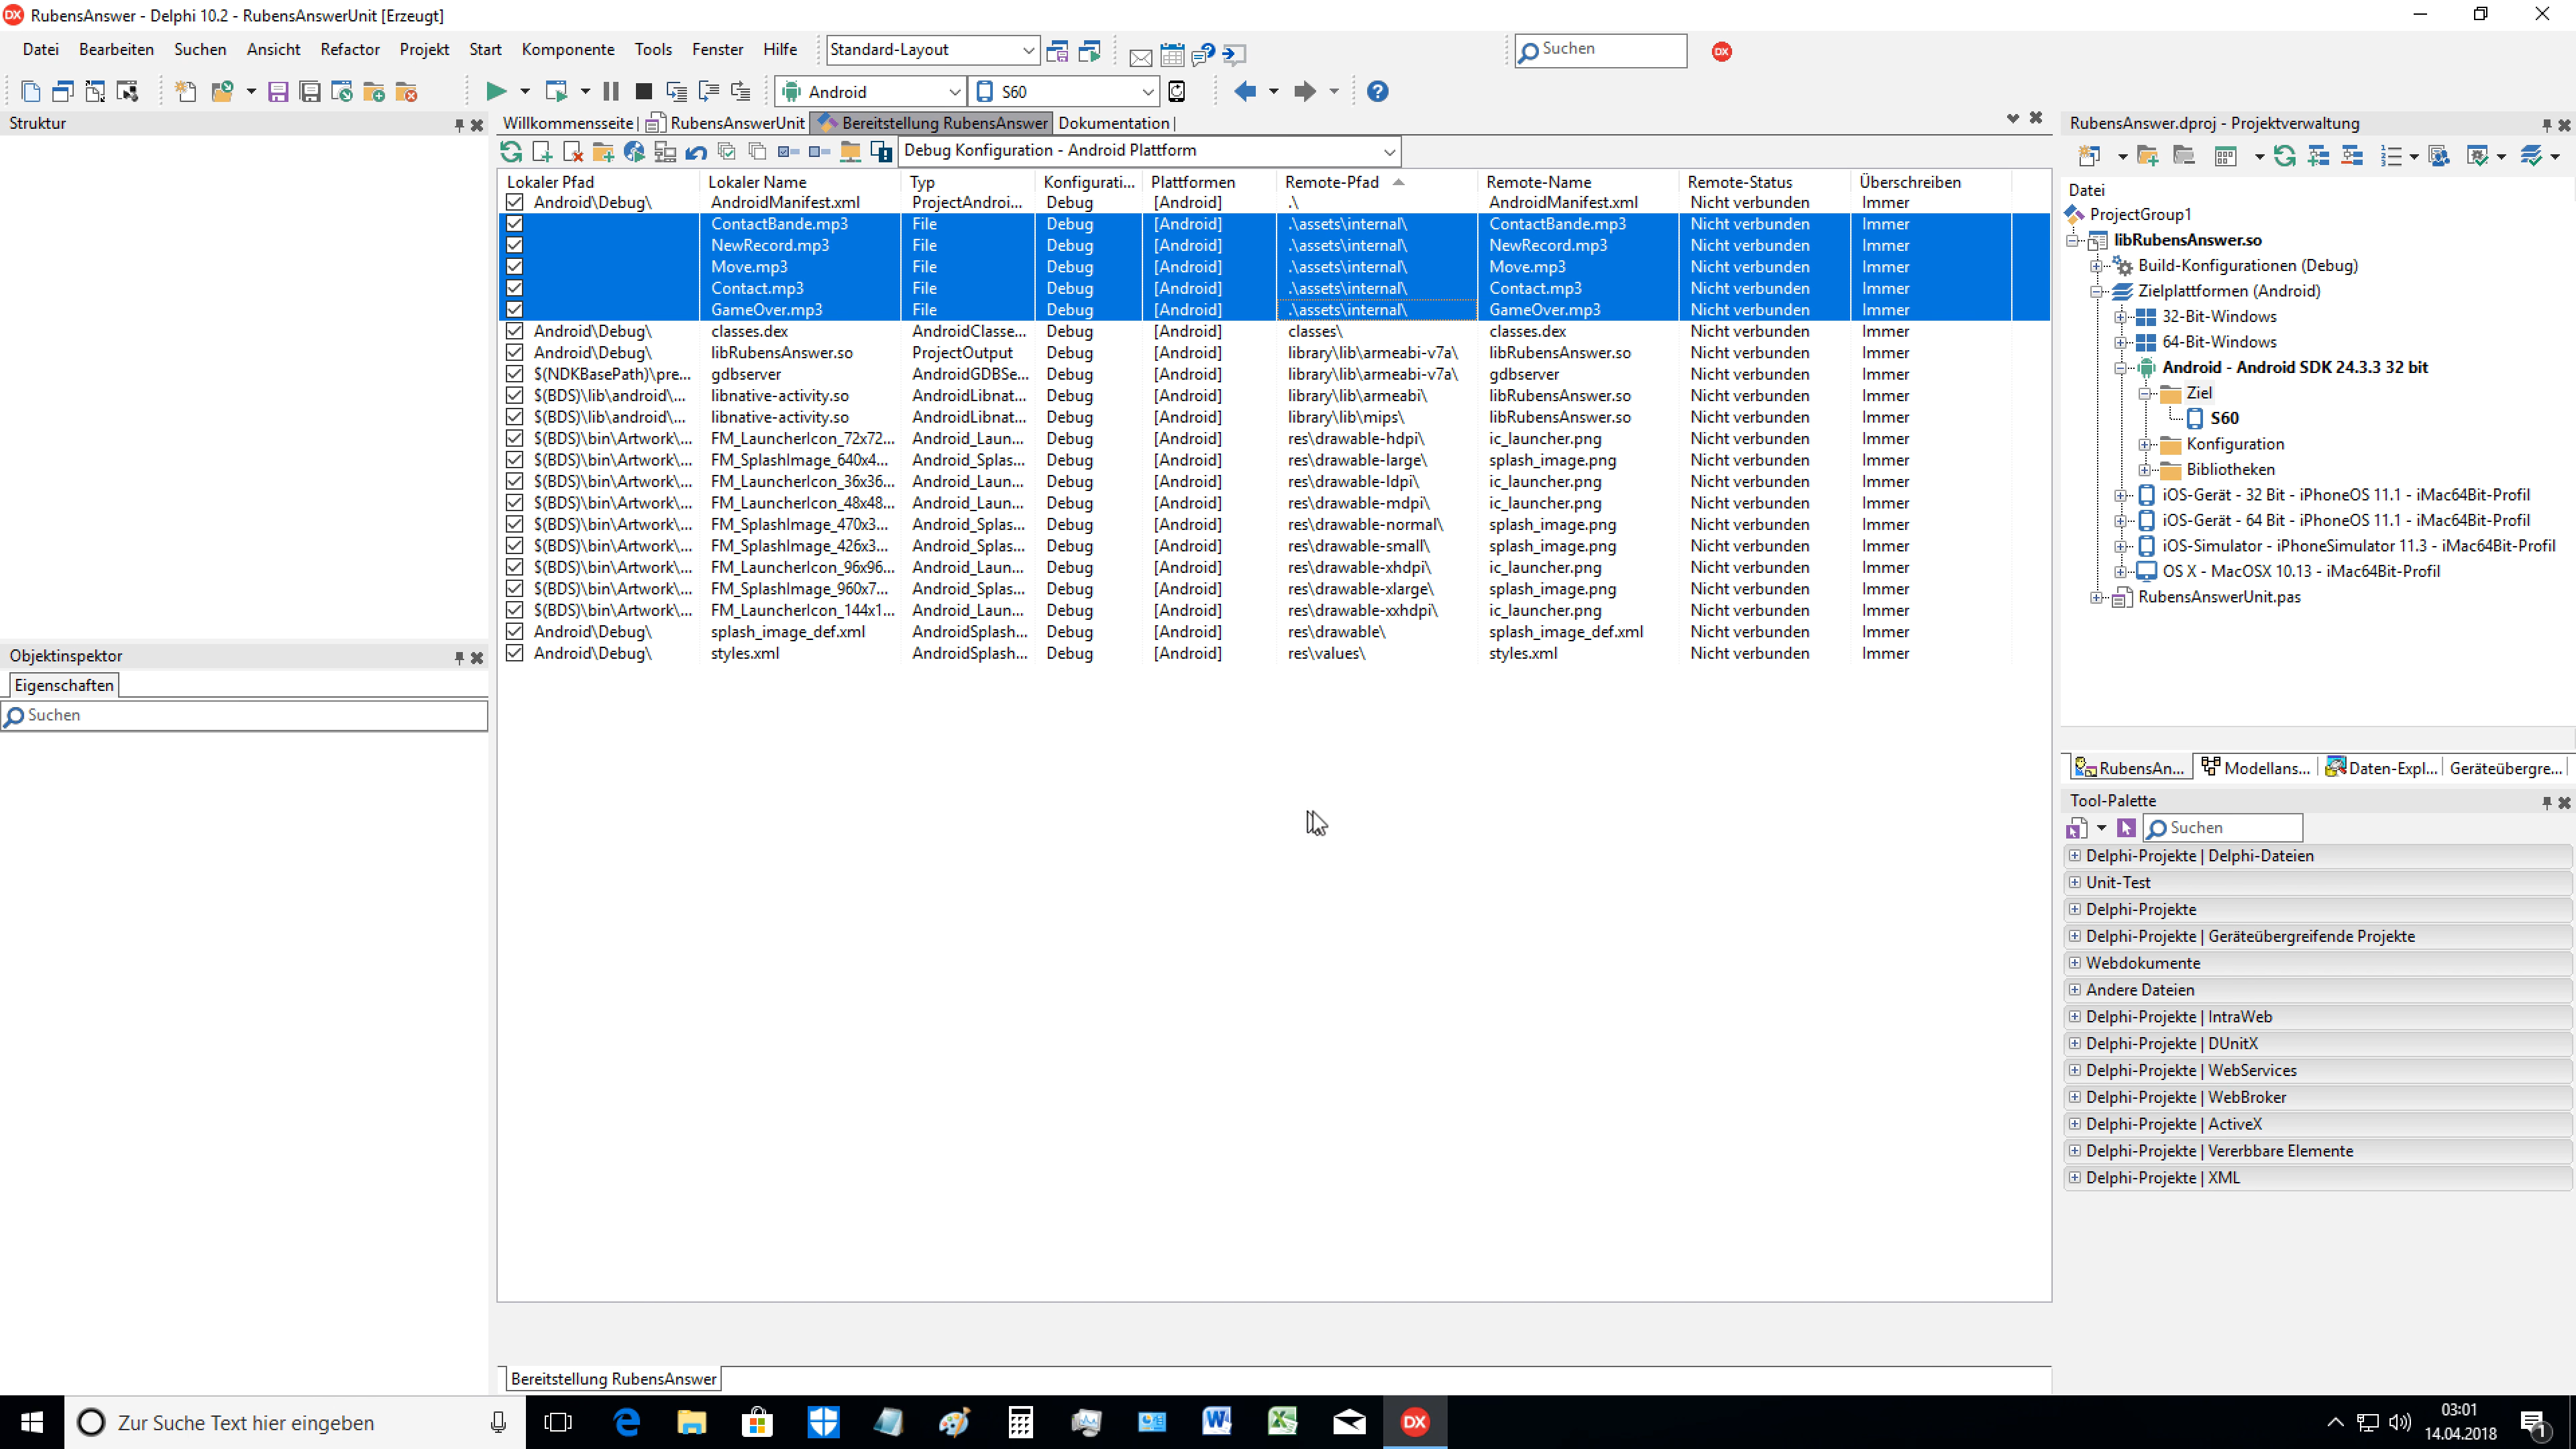 RubensAnswer - Delphi 10.2 - RubensAnswerUnit [Erzeugt]
Datei Bearbeiten Suchen Ansicht Refactor Projekt Start Komponente Tools Fenster Hilfe Standard-Layout Suchen DX
Android S60
Struktur
Willkommensseite RubensAnswerUnit Bereitstellung RubensAnswer Dokumentation
Debug Konfiguration - Android Plattform
Lokaler Pfad Lokaler Name Typ Konfigurati... Plattformen Remote-Pfad Remote-Name Remote-Status Überschreiben
Android\Debug\ AndroidManifest.xml ProjectAndroi... Debug [Android] .\ AndroidManifest.xml Nicht verbunden Immer
ContactBande.mp3 File Debug [Android] .\assets\internal\ ContactBande.mp3 Nicht verbunden Immer
NewRecord.mp3 File Debug [Android] .\assets\internal\ NewRecord.mp3 Nicht verbunden Immer
Move.mp3 File Debug [Android] .\assets\internal\ Move.mp3 Nicht verbunden Immer
Contact.mp3 File Debug [Android] .\assets\internal\ Contact.mp3 Nicht verbunden Immer
GameOver.mp3 File Debug [Android] .\assets\internal\ GameOver.mp3 Nicht verbunden Immer
Android\Debug\ classes.dex AndroidClasse... Debug [Android] classes\ classes.dex Nicht verbunden Immer
Android\Debug\ libRubensAnswer.so ProjectOutput Debug [Android] library\lib\armeabi-v7a\ libRubensAnswer.so Nicht verbunden Immer
$(NDKBasePath)\pre... gdbserver AndroidGDBSe... Debug [Android] library\lib\armeabi-v7a\ gdbserver Nicht verbunden Immer
$(BDS)\lib\android\... libnative-activity.so AndroidLibnat... Debug [Android] library\lib\armeabi\ libRubensAnswer.so Nicht verbunden Immer
$(BDS)\lib\android\... libnative-activity.so AndroidLibnat... Debug [Android] library\lib\mips\ libRubensAnswer.so Nicht verbunden Immer
$(BDS)\bin\Artwork\... FM_LauncherIcon_72x72... Android_Laun... Debug [Android] res\drawable-hdpi\ ic_launcher.png Nicht verbunden Immer
$(BDS)\bin\Artwork\... FM_SplashImage_640x4... Android_Splas... Debug [Android] res\drawable-large\ splash_image.png Nicht verbunden Immer
$(BDS)\bin\Artwork\... FM_LauncherIcon_36x36... Android_Laun... Debug [Android] res\drawable-ldpi\ ic_launcher.png Nicht verbunden Immer
$(BDS)\bin\Artwork\... FM_LauncherIcon_48x48... Android_Laun... Debug [Android] res\drawable-mdpi\ ic_launcher.png Nicht verbunden Immer
$(BDS)\bin\Artwork\... FM_SplashImage_470x3... Android_Splas... Debug [Android] res\drawable-normal\ splash_image.png Nicht verbunden Immer
$(BDS)\bin\Artwork\... FM_SplashImage_426x3... Android_Splas... Debug [Android] res\drawable-small\ splash_image.png Nicht verbunden Immer
$(BDS)\bin\Artwork\... FM_LauncherIcon_96x96... Android_Laun... Debug [Android] res\drawable-xhdpi\ ic_launcher.png Nicht verbunden Immer
$(BDS)\bin\Artwork\... FM_SplashImage_960x7... Android_Splas... Debug [Android] res\drawable-xlarge\ splash_image.png Nicht verbunden Immer
$(BDS)\bin\Artwork\... FM_LauncherIcon_144x1... Android_Laun... Debug [Android] res\drawable-xxhdpi\ ic_launcher.png Nicht verbunden Immer
Android\Debug\ splash_image_def.xml AndroidSplash... Debug [Android] res\drawable\ splash_image_def.xml Nicht verbunden Immer
Android\Debug\ styles.xml AndroidSplash... Debug [Android] res\values\ styles.xml Nicht verbunden Immer
Objektinspektor
Eigenschaften
Suchen
Bereitstellung RubensAnswer
RubensAnswer.dproj - Projektverwaltung
Datei
ProjectGroup1
libRubensAnswer.so
Build-Konfigurationen (Debug)
Zielplattformen (Android)
32-Bit-Windows
64-Bit-Windows
Android - Android SDK 24.3.3 32 bit
Ziel
S60
Konfiguration
Bibliotheken
iOS-Gerät - 32 Bit - iPhoneOS 11.1 - iMac64Bit-Profil
iOS-Gerät - 64 Bit - iPhoneOS 11.1 - iMac64Bit-Profil
iOS-Simulator - iPhoneSimulator 11.3 - iMac64Bit-Profil
OS X - MacOSX 10.13 - iMac64Bit-Profil
RubensAnswerUnit.pas
RubensAn... Modellans... Daten-Expl... Geräteübergre...
Tool-Palette
Suchen
Delphi-Projekte | Delphi-Dateien
Unit-Test
Delphi-Projekte
Delphi-Projekte | Geräteübergreifende Projekte
Webdokumente
Andere Dateien
Delphi-Projekte | IntraWeb
Delphi-Projekte | DUnitX
Delphi-Projekte | WebServices
Delphi-Projekte | WebBroker
Delphi-Projekte | ActiveX
Delphi-Projekte | Vererbbare Elemente
Delphi-Projekte | XML
Zur Suche Text hier eingeben DX
03:01
14.04.2018
1